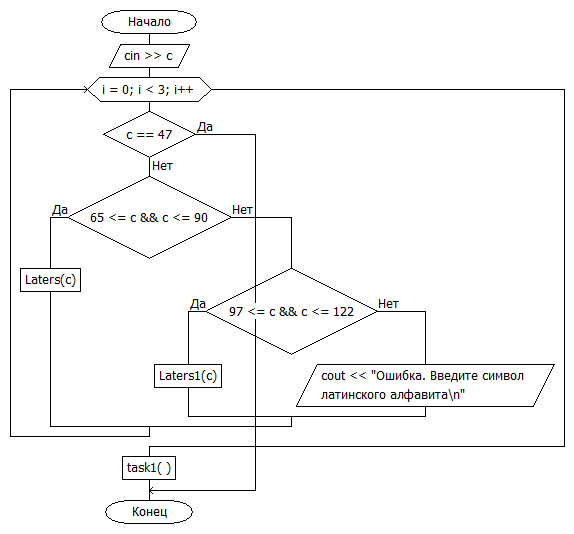 Начало
cin >> c
i = 0; i < 3; i++
c == 47
Да
Нет
65 <= c && c <= 90
Да
Нет
Laters(c)
97 <= c && c <= 122
Да
Нет
Laters1(c)
cout << "Ошибка. Введите символ
латинского алфавита\n"
task1( )
Конец